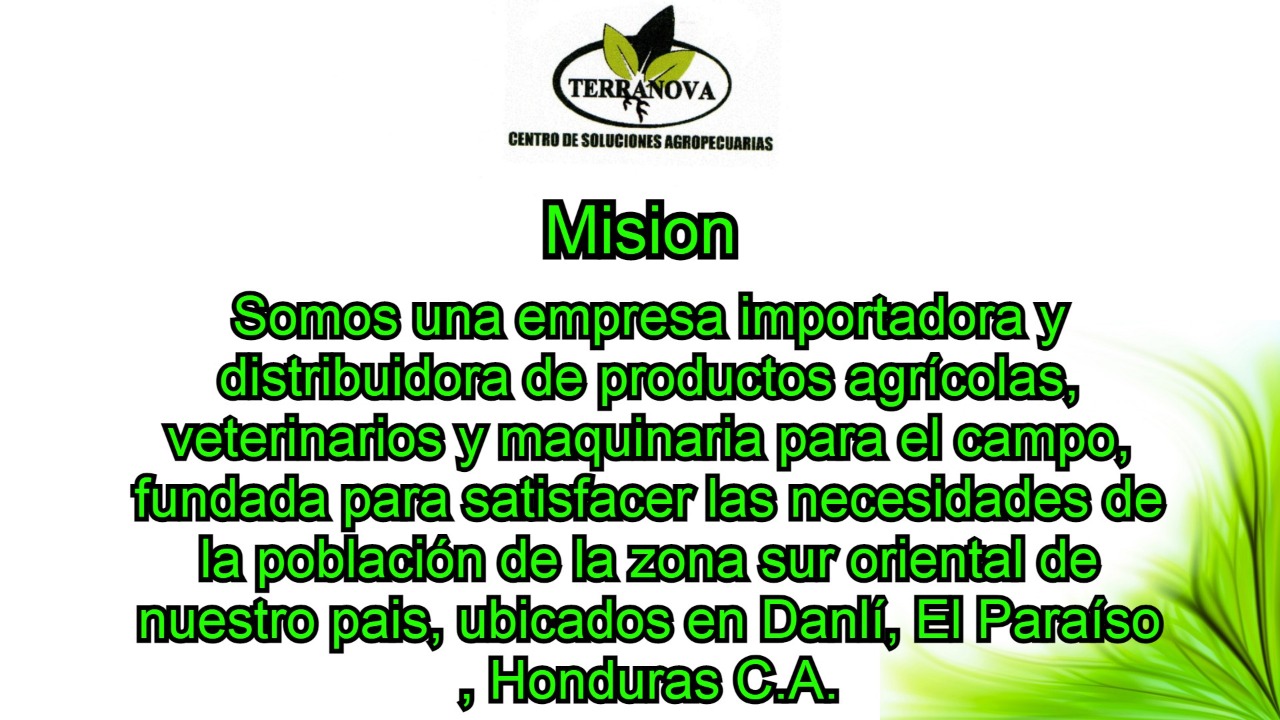 TERRANOVA
CENTRO DE SOLUCIONES AGROPECUARIAS
Mision
Somos una empresa importadora y
distribuidora de productos agrícolas,
veterinarios y maquinaria para el campo,
fundada para satisfacer las necesidades de
la población de la zona sur oriental de
nuestro pais, ubicados en Danlí, El Paraíso
, Honduras C.A.